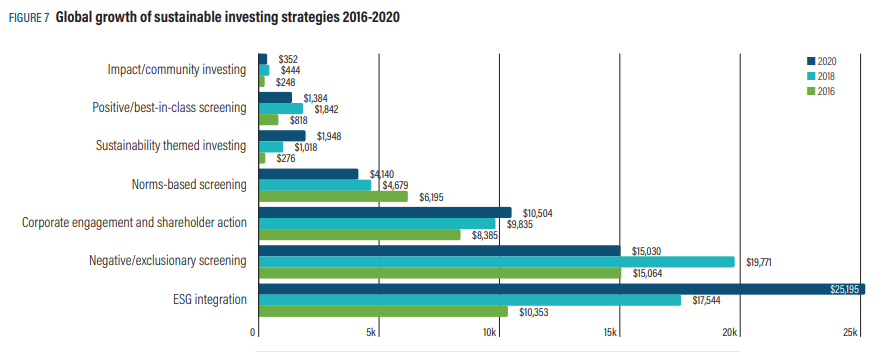 FIGURE 7 Global growth of sustainable investing strategies 2016-2020
2020
2018
2016
Impact/community investing
$352
$444
$248
Positive/best-in-class screening
$1,384
$1,842
$818
Sustainability themed investing
$1,948
$1,018
$276
Norms-based screening
$4,140
$4,679
$6,195
Corporate engagement and shareholder action
$10,504
$9,835
$8,385
Negative/exclusionary screening
$15,030
$19,771
$15,064
ESG integration
$25,195
$17,544
$10,353
0 5k 10k 15k 20k 25k